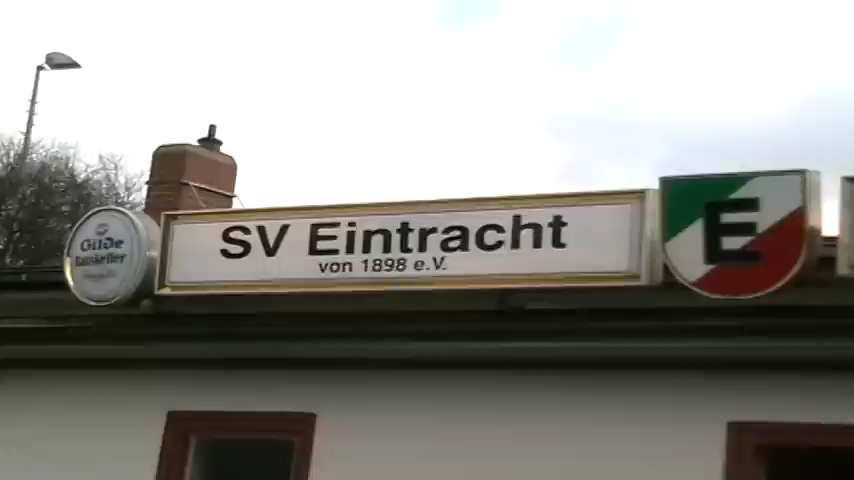 Gilde
Ratskeller
SV Eintracht
von 1898 e.V.
E